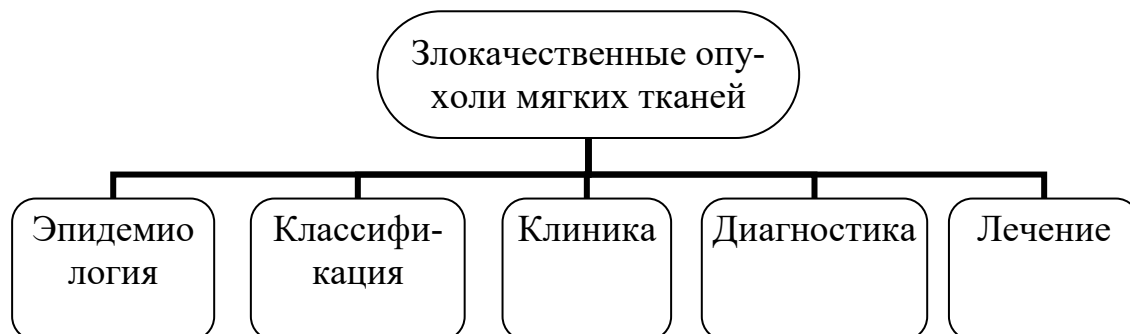 Злокачественные опу-
холи мягких тканей
Эпидемио
логия
Классифи-
кация
Клиника
Диагностика
Лечение